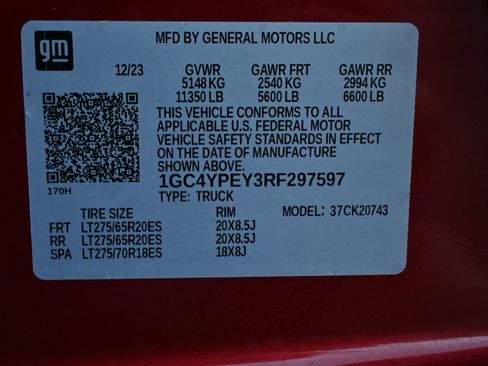 gm
MFD BY GENERAL MOTORS LLC
12/23 GVWR GAWR FRT GAWR RR
5148 KG 2540 KG 2994 KG
11350 LB 5600 LB 6600 LB
THIS VEHICLE CONFORMS TO ALL
APPLICABLE U.S. FEDERAL MOTOR
VEHICLE SAFETY STANDARDS IN EFFECT
ON THE DATE OF MANUFACTURE
SHOWN ABOVE.
170H 1GC4YPEY3RF297597
TYPE: TRUCK
TIRE SIZE RIM MODEL: 37CK20743
FRT LT275/65R20ES 20X8.5J
RR LT275/65R20ES 20X8.5J
SPA LT275/70R18ES 18X8J